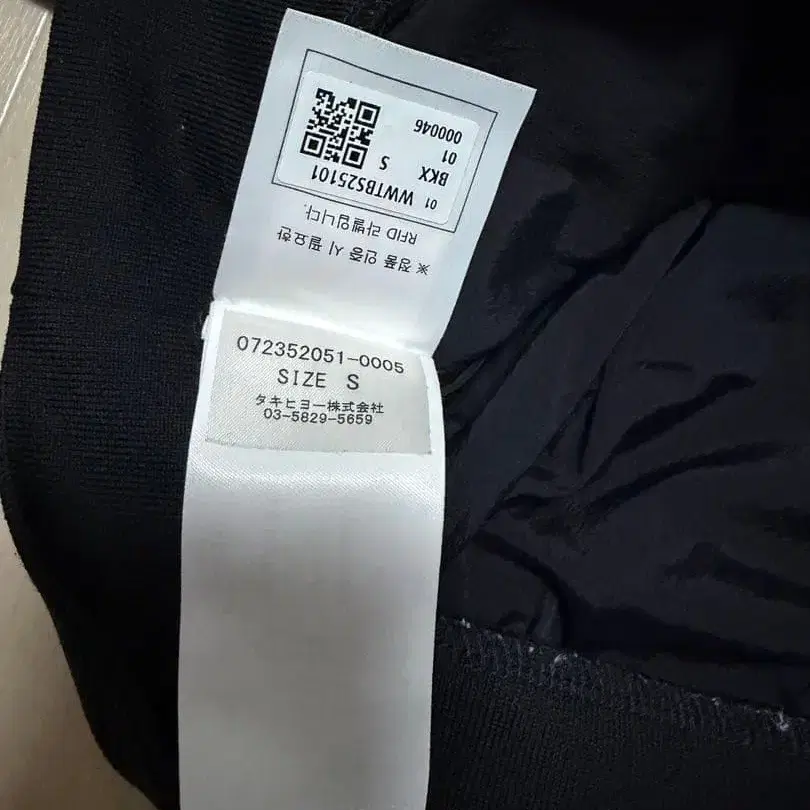 ※ 정품 인증 시 필요한
RFID 라벨입니다.
01 WWTBS25101
BKX S
01
000046
072352051-0005
SIZE S
タキヒヨー株式会社
03-5829-5659